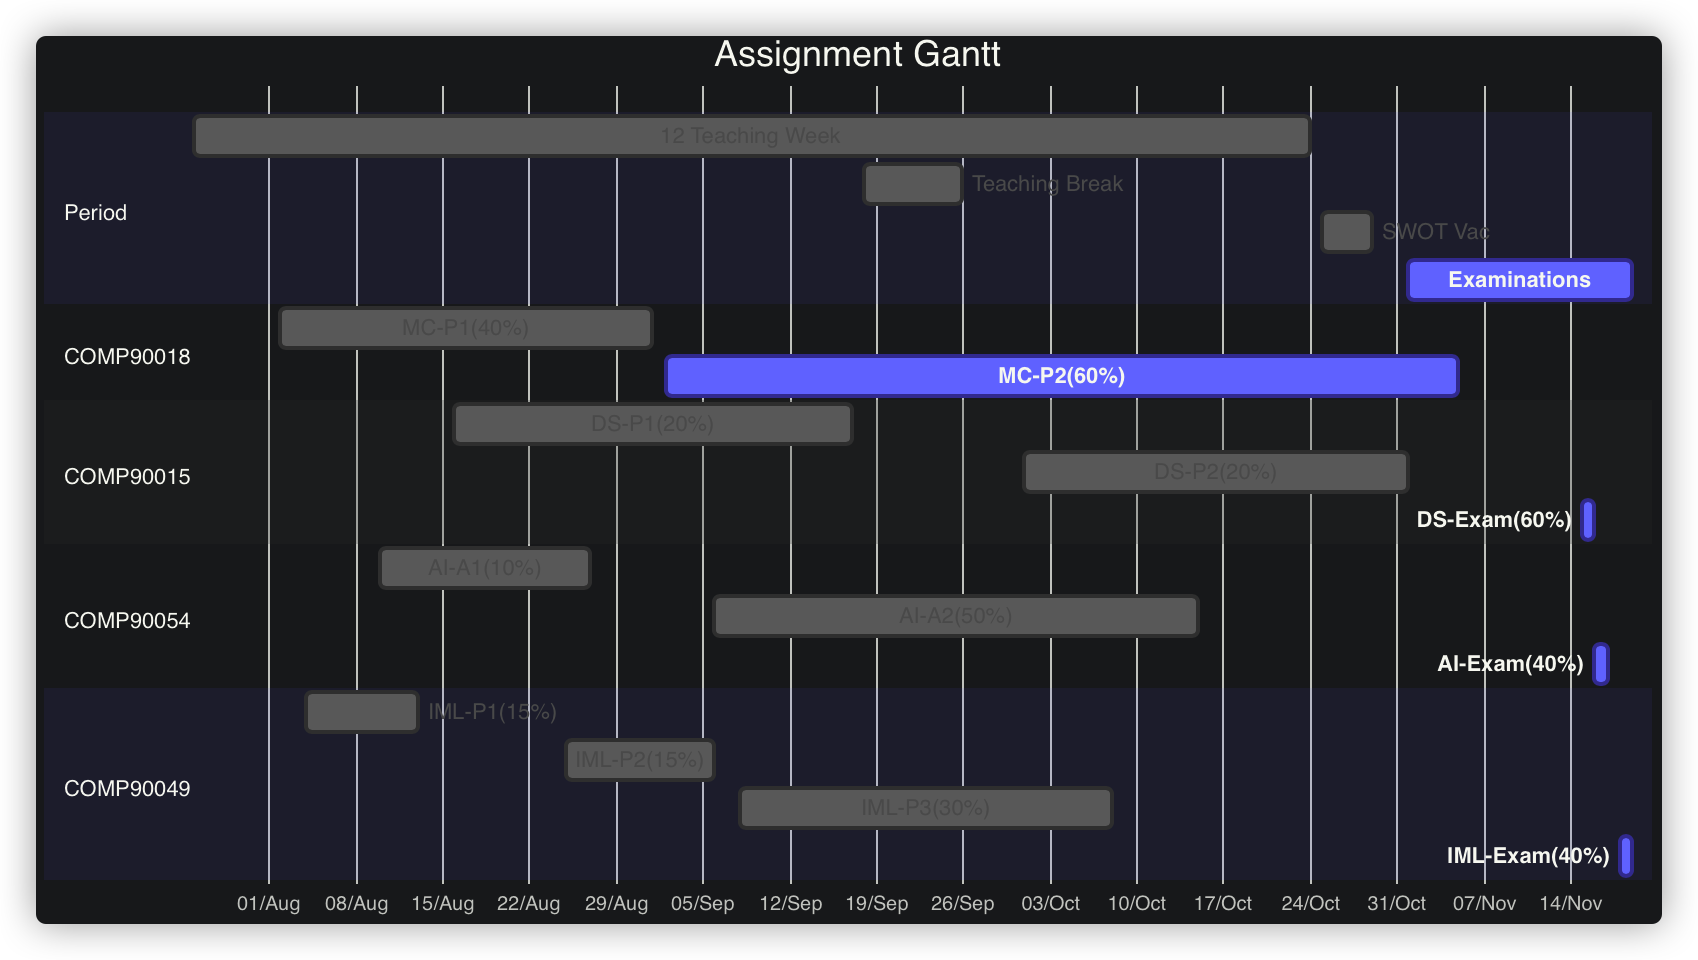 Assignment Gantt
12 Teaching Week
Teaching Break
Period
SWOT Vac
Examinations
MC-P1(40%)
COMP90018
MC-P2(60%)
DS-P1(20%)
COMP90015
DS-P2(20%)
DS-Exam(60%)
AI-A1(10%)
COMP90054
AI-A2(50%)
AI-Exam(40%)
IML-P1(15%)
IML-P2(15%)
COMP90049
IML-P3(30%)
IML-Exam(40%)
01/Aug 08/Aug 15/Aug 22/Aug 29/Aug 05/Sep 12/Sep 19/Sep 26/Sep 03/Oct 10/Oct 17/Oct 24/Oct 31/Oct 07/Nov 14/Nov